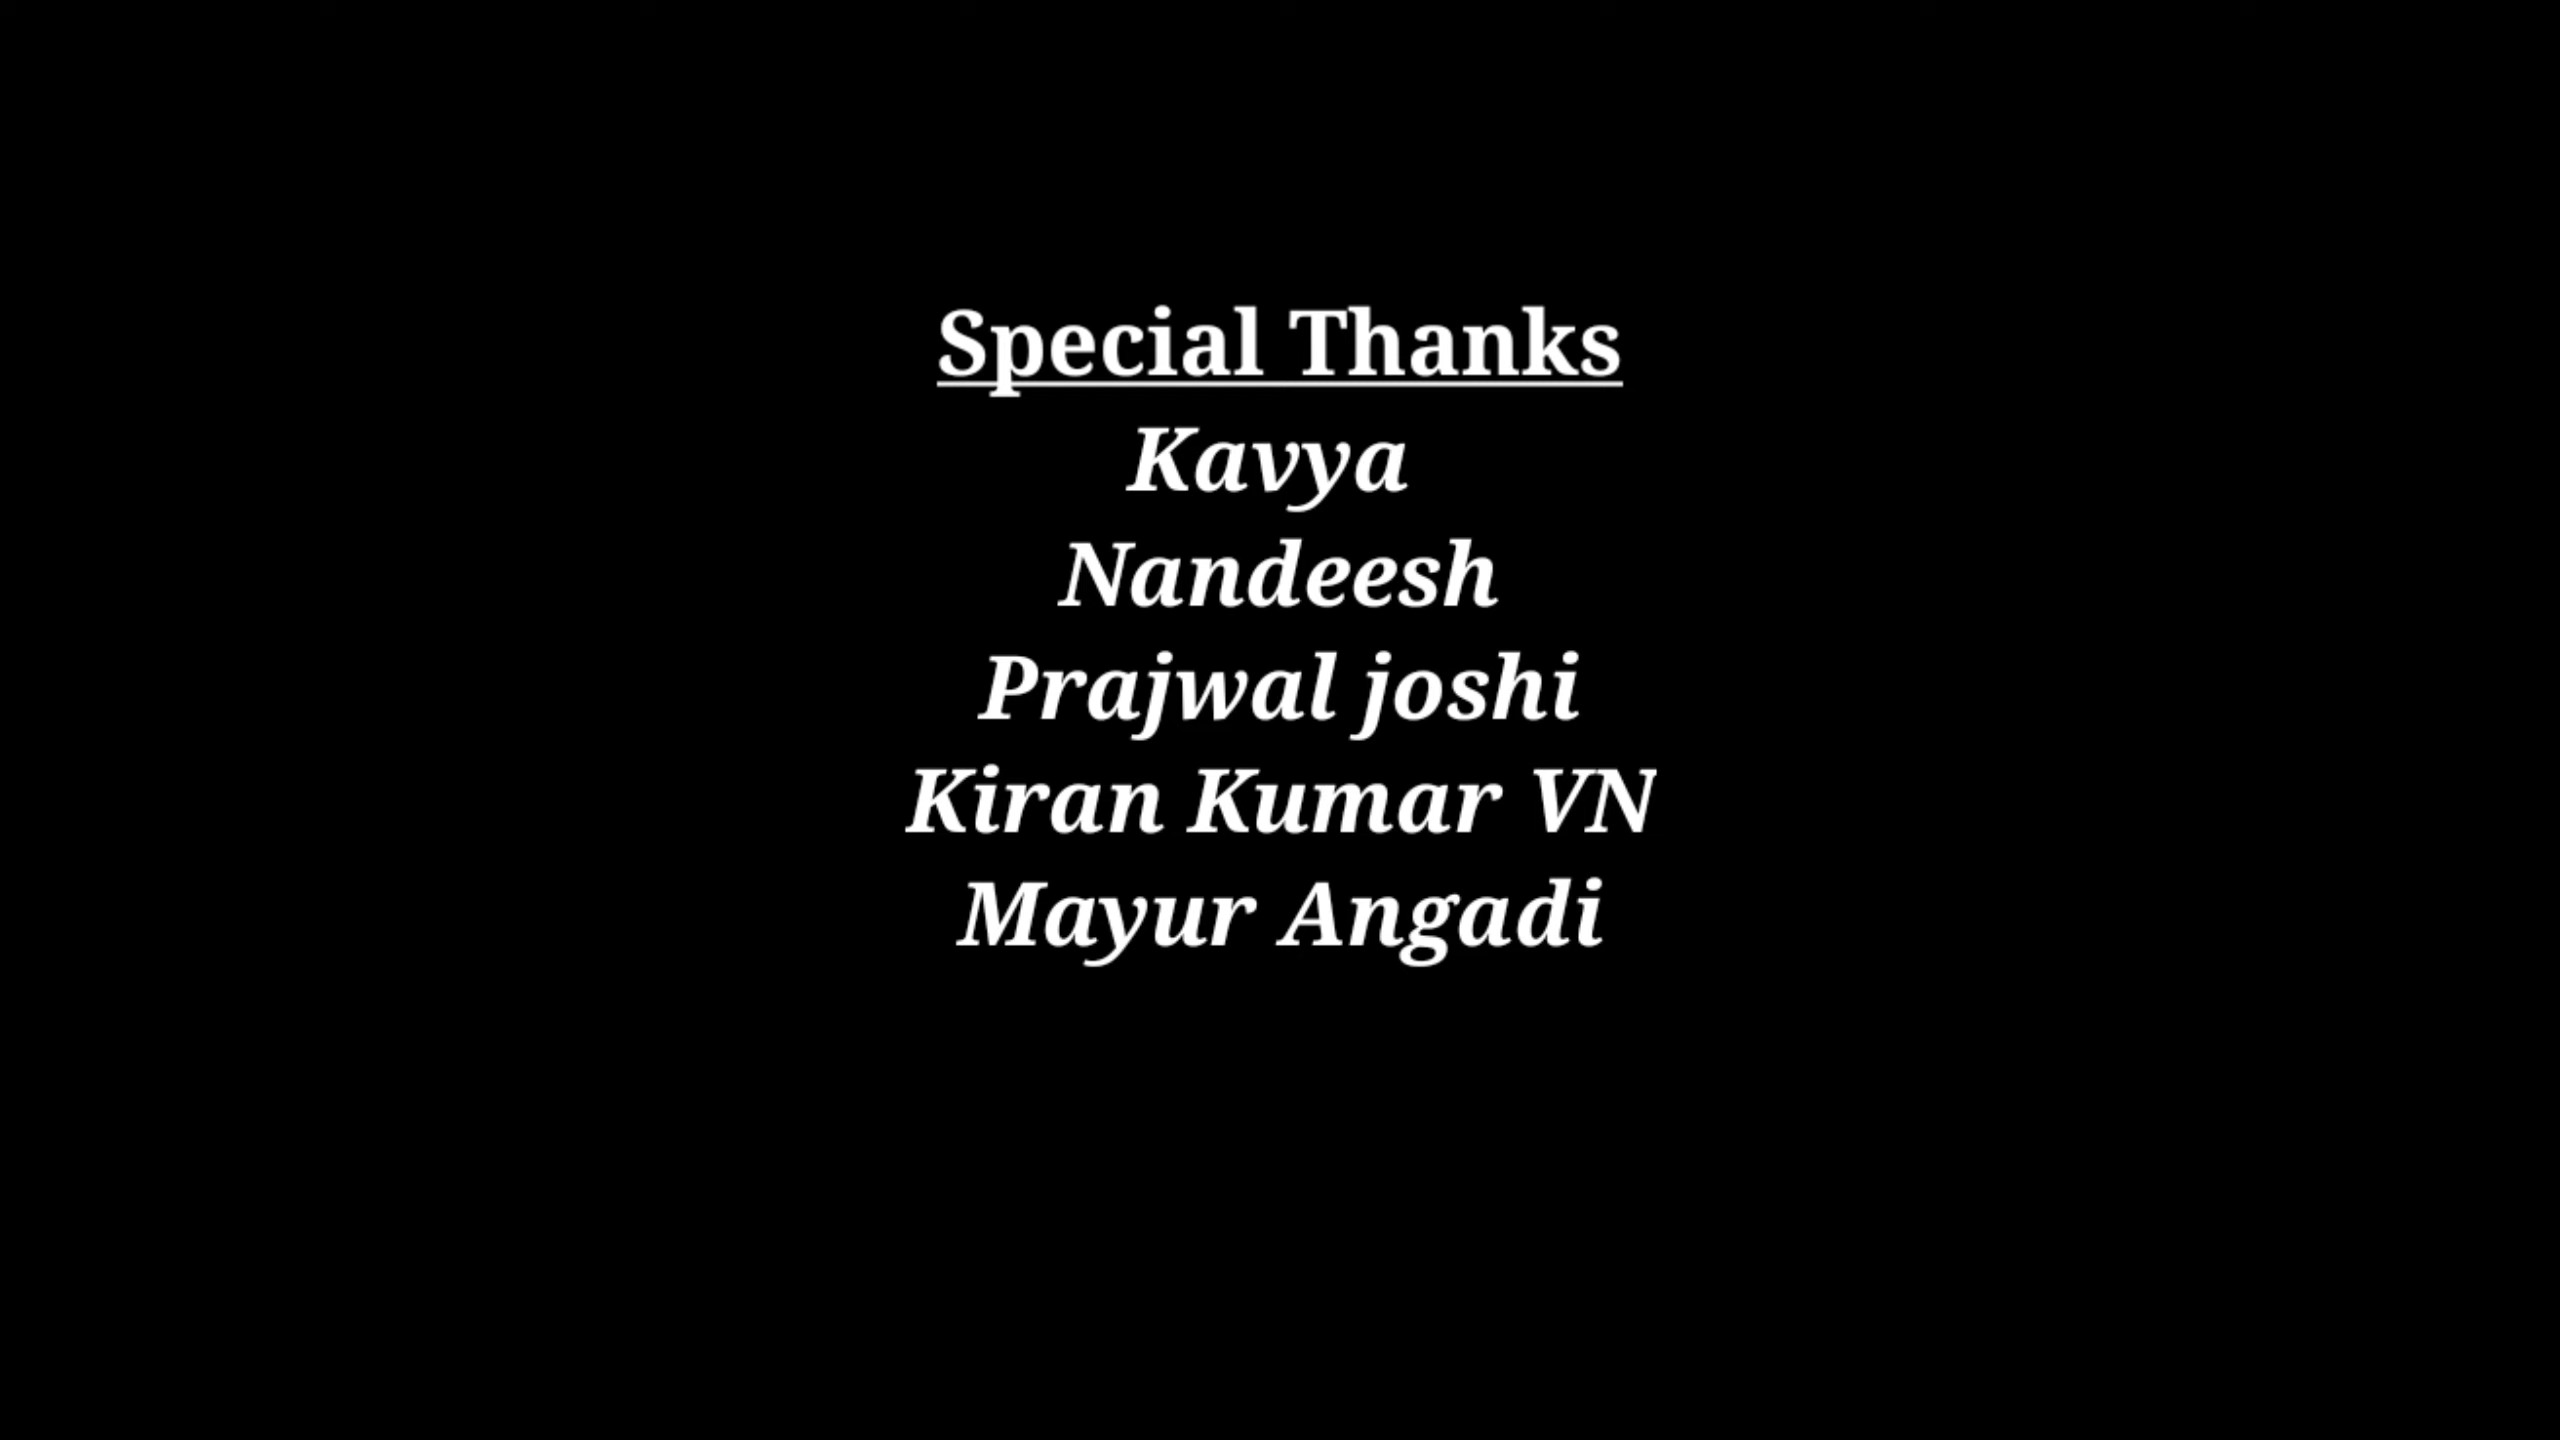 Special Thanks
Kavya
Nandeesh
Prajwal joshi
Kiran Kumar VN
Mayur Angadi